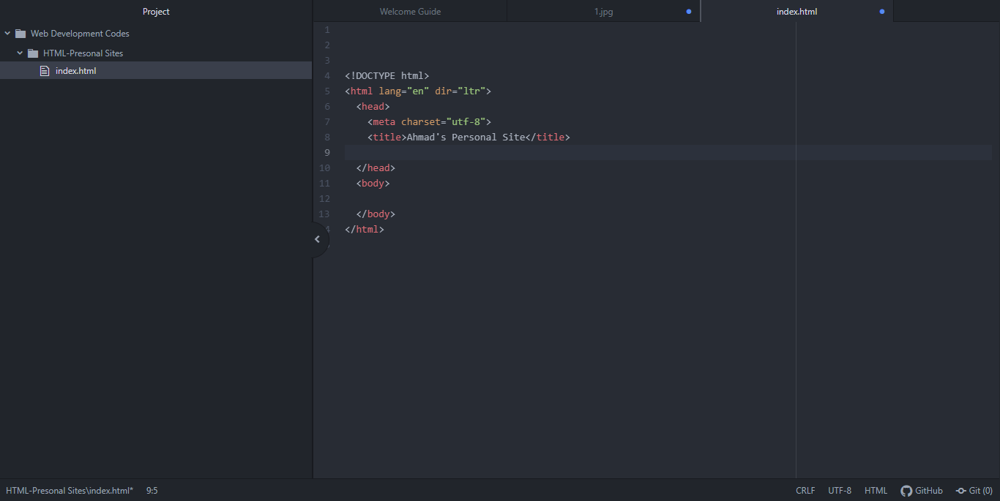 Project
Welcome Guide
1.jpg
index.html
Web Development Codes
HTML-Presonal Sites
index.html
1
2
3
4 <!DOCTYPE html>
5 <html lang="en" dir="ltr">
6 <head>
7 <meta charset="utf-8">
8 <title>Ahmad's Personal Site</title>
9
10 </head>
11 <body>
12
13 </body>
4 </html>
HTML-Presonal Sites\index.html* 9:5 CRLF UTF-8 HTML GitHub Git (0)